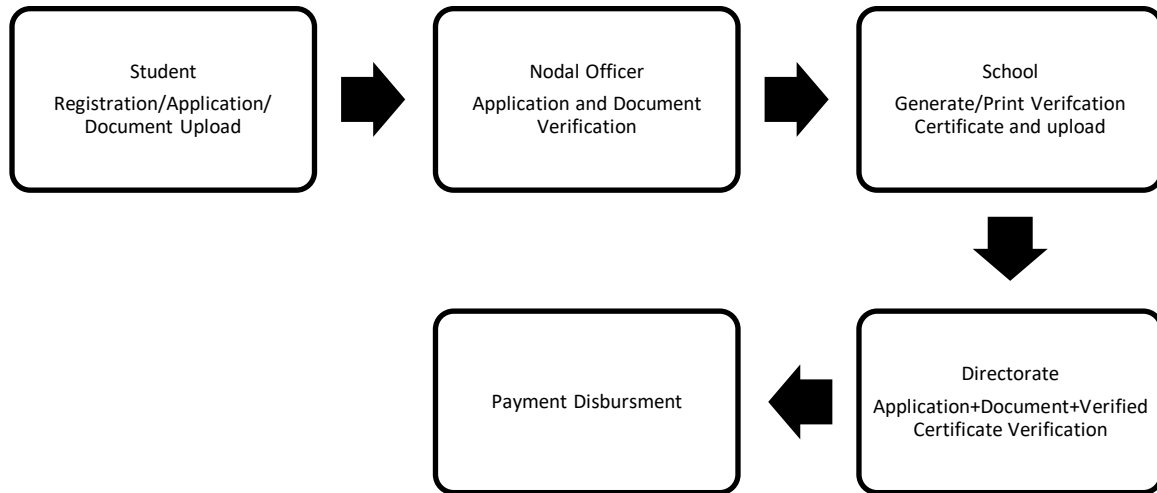 Student
Registration/Application/
Document Upload
Nodal Officer
Application and Document
Verification
School
Generate/Print Verifcation
Certificate and upload
Directorate
Application+Document+Verified
Certificate Verification
Payment Disbursment